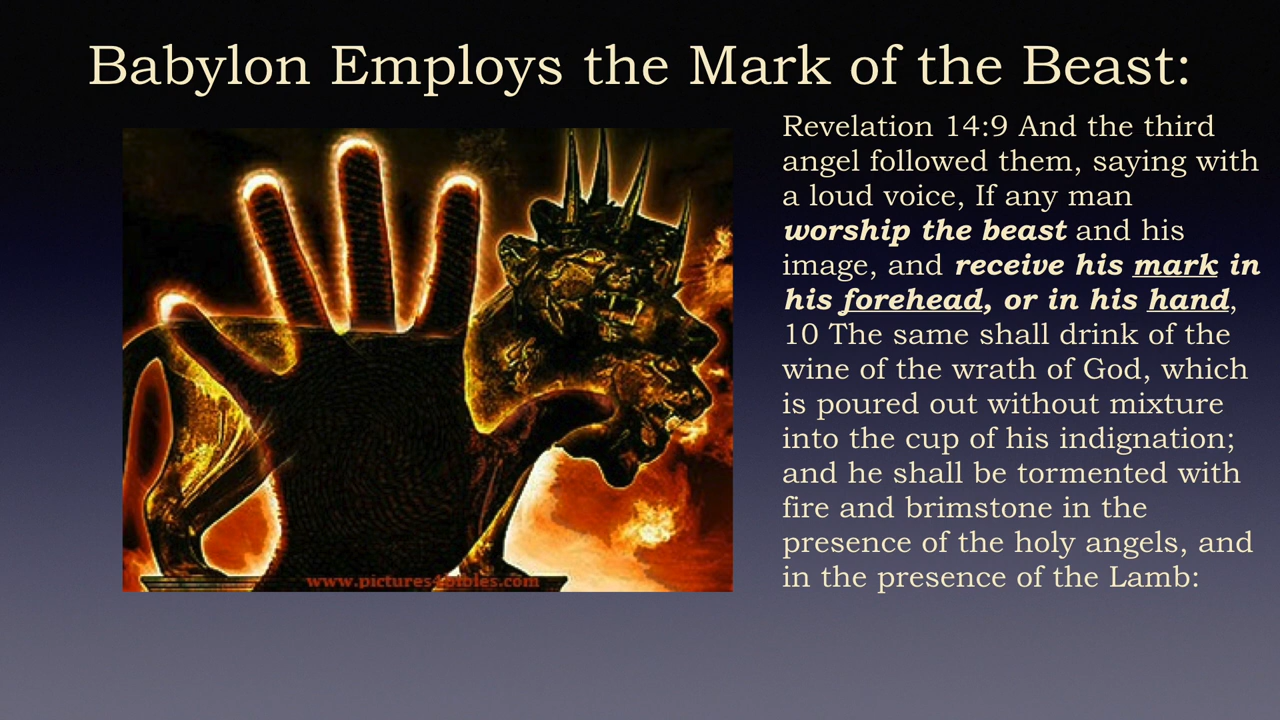 Babylon Employs the Mark of the Beast:
Revelation 14:9 And the third
angel followed them, saying with
a loud voice, If any man
worship the beast and his
image, and receive his mark in
his forehead, or in his hand,
10 The same shall drink of the
wine of the wrath of God, which
is poured out without mixture
into the cup of his indignation;
and he shall be tormented with
fire and brimstone in the
presence of the holy angels, and
in the presence of the Lamb:
www.pictures4bibles.com